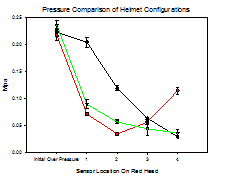 Pressure Comparison of Helmet Configurations
0.25
0.20
0.15
0.10
0.05
0.00
Mpa
Initial Over Pressure 1 2 3 4
Sensor Location On Red Head